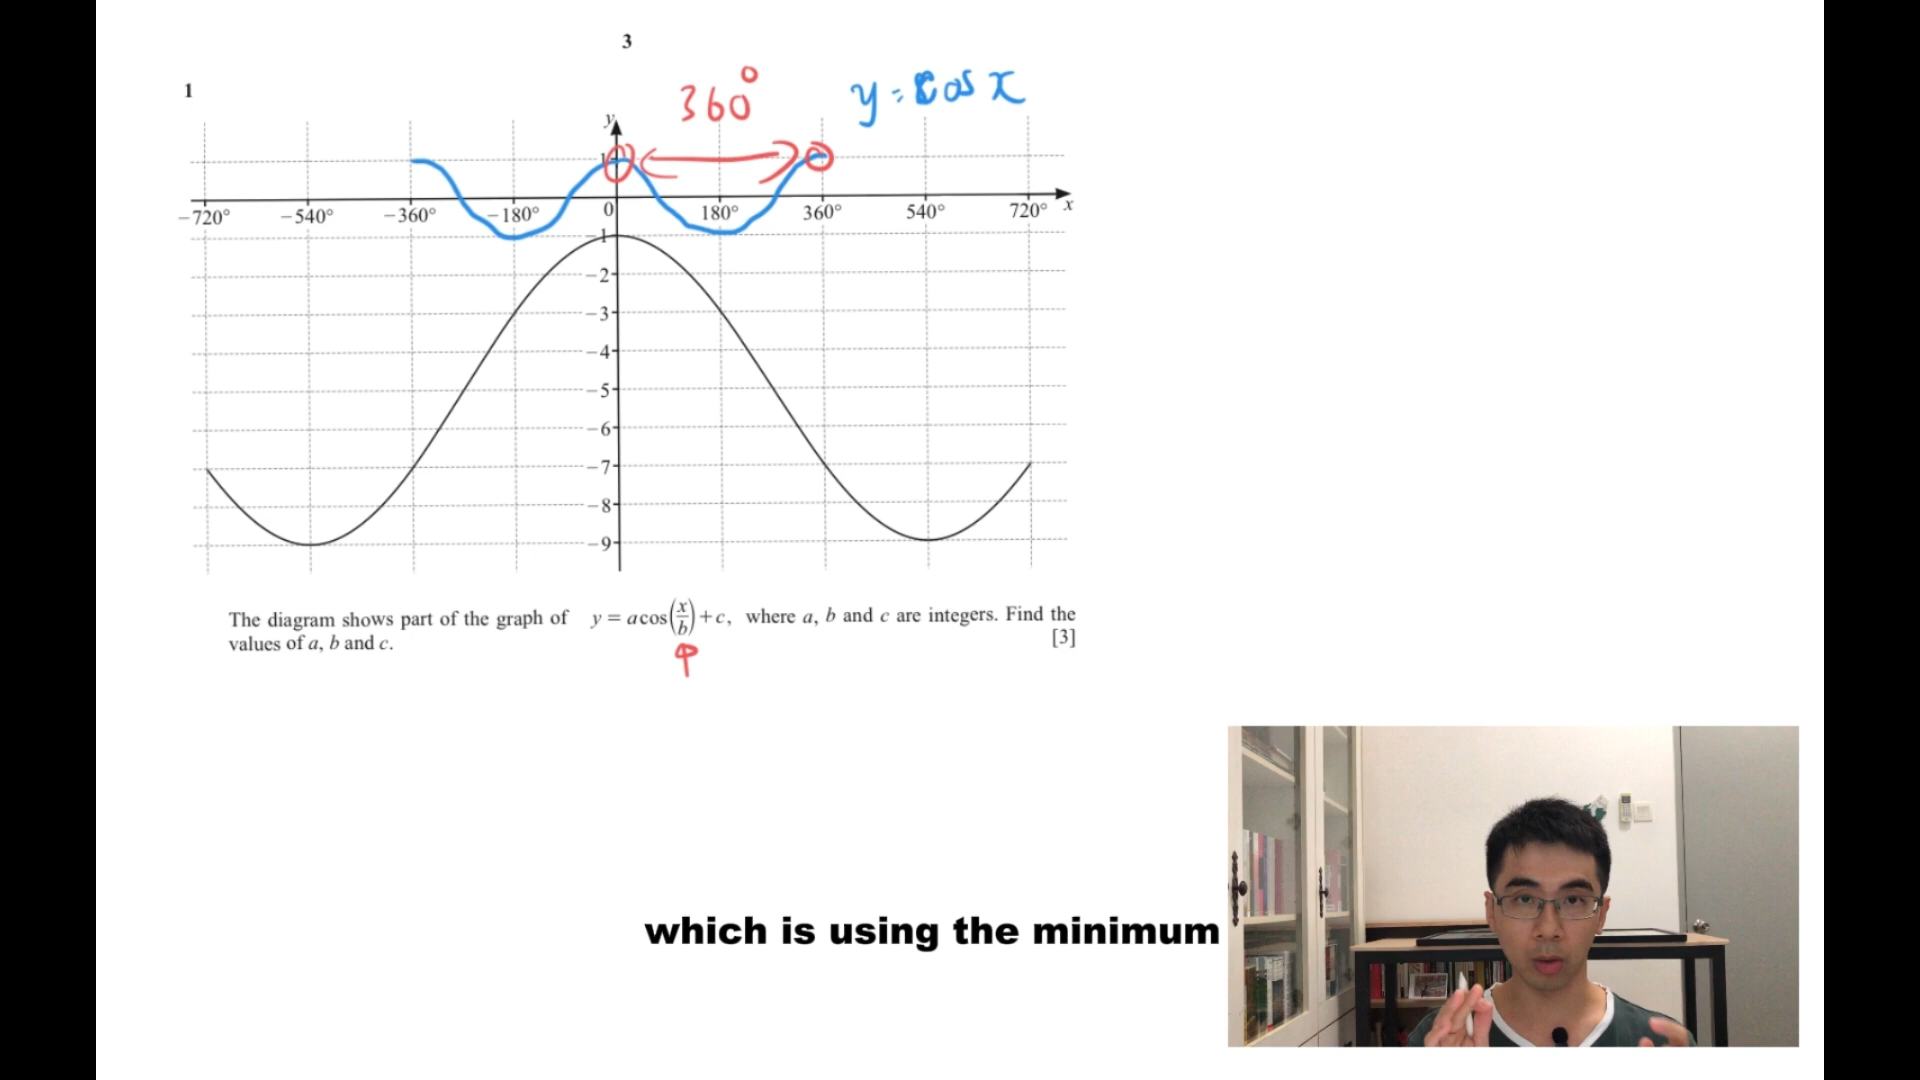 3
1
360°
y = cos x
y
1
−720° −540° −360° −180° 0 180° 360° 540° 720° x
−1
−2
−3
−4
−5
−6
−7
−8
−9
The diagram shows part of the graph of y = a cos(x/b) + c, where a, b and c are integers. Find the
values of a, b and c. [3]
which is using the minimum